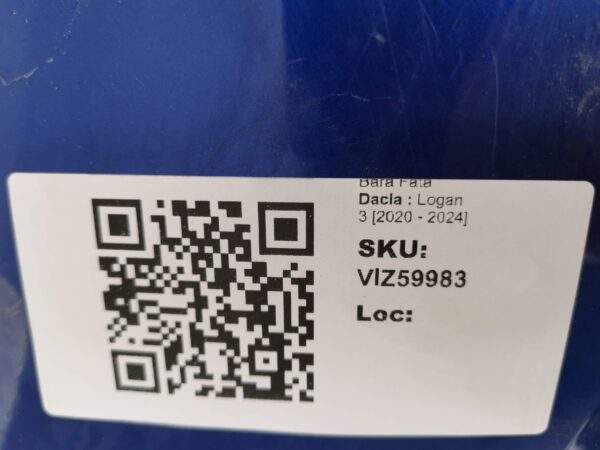 Bara Fata
Dacia : Logan
3 [2020 - 2024]
SKU:
VIZ59983
Loc: